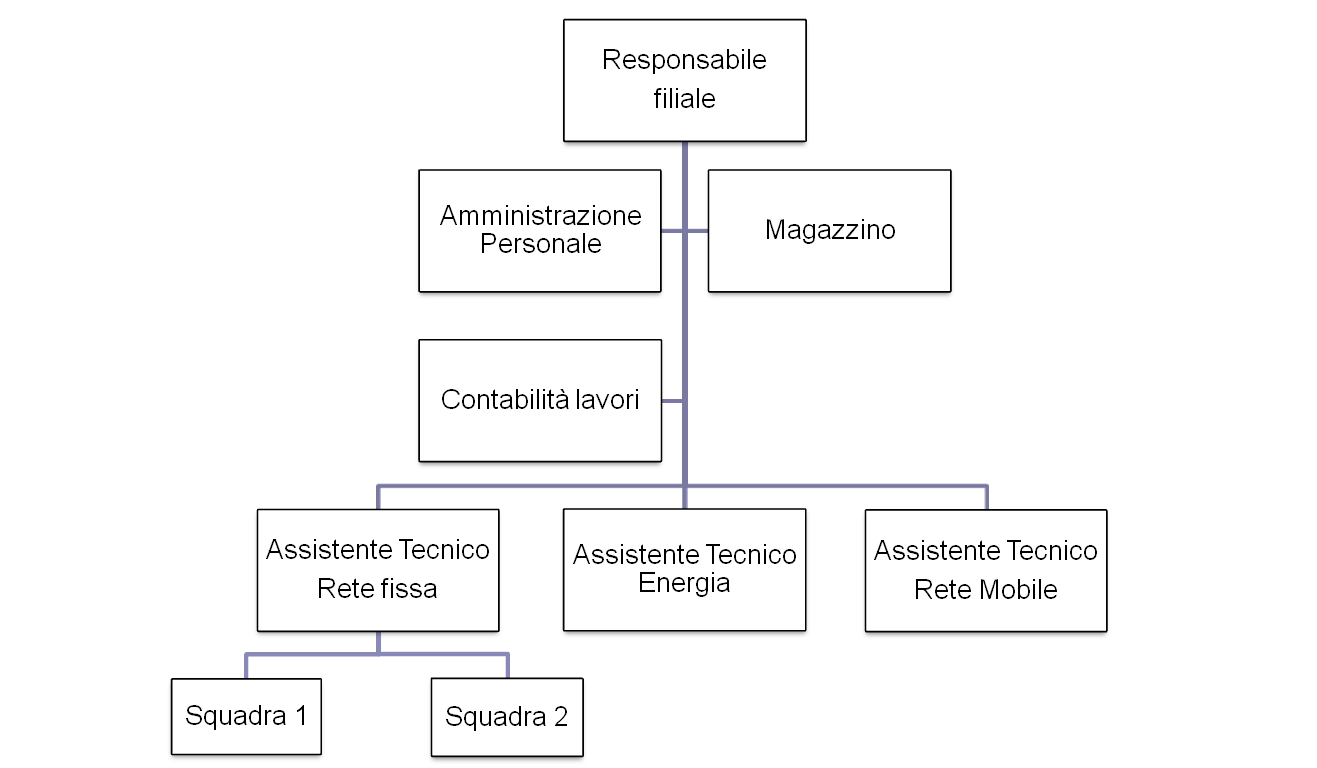 Responsabile
filiale
Amministrazione
Personale
Magazzino
Contabilità lavori
Assistente Tecnico
Rete fissa
Assistente Tecnico
Energia
Assistente Tecnico
Rete Mobile
Squadra 1
Squadra 2